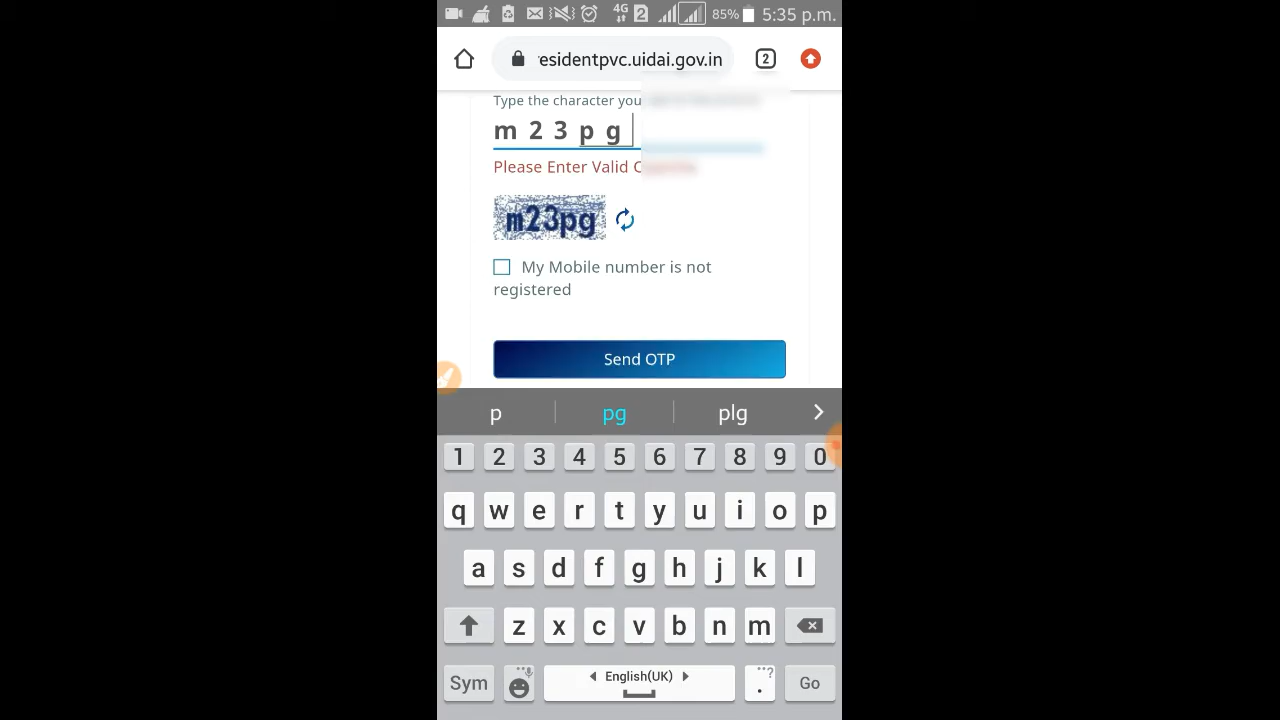 4G 2 85% 5:35 p.m.
esidentpvc.uidai.gov.in 2
Type the character you
m 2 3 p g
Please Enter Valid C
m23pg
My Mobile number is not
registered
Send OTP
p pg plg
1 2 3 4 5 6 7 8 9 0
q w e r t y u i o p
a s d f g h j k l
z x c v b n m
Sym English(UK) . ? Go